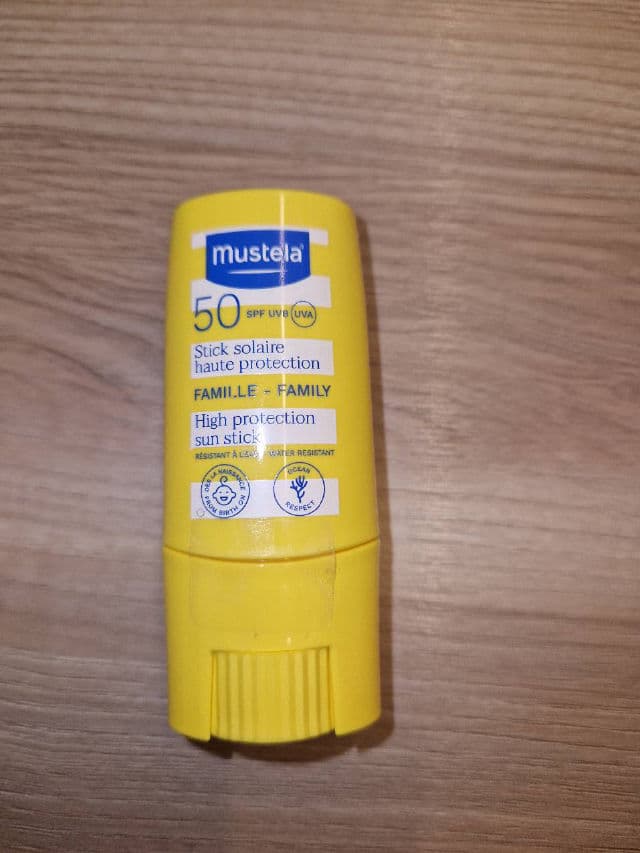 mustela
50 SPF UVB UVA
Stick solaire
haute protection
FAMILLE - FAMILY
High protection
sun stick
RÉSISTANT À L'EAU - WATER RESISTANT
DÈS LA NAISSANCE
FROM BIRTH ON
OCEAN
RESPECT